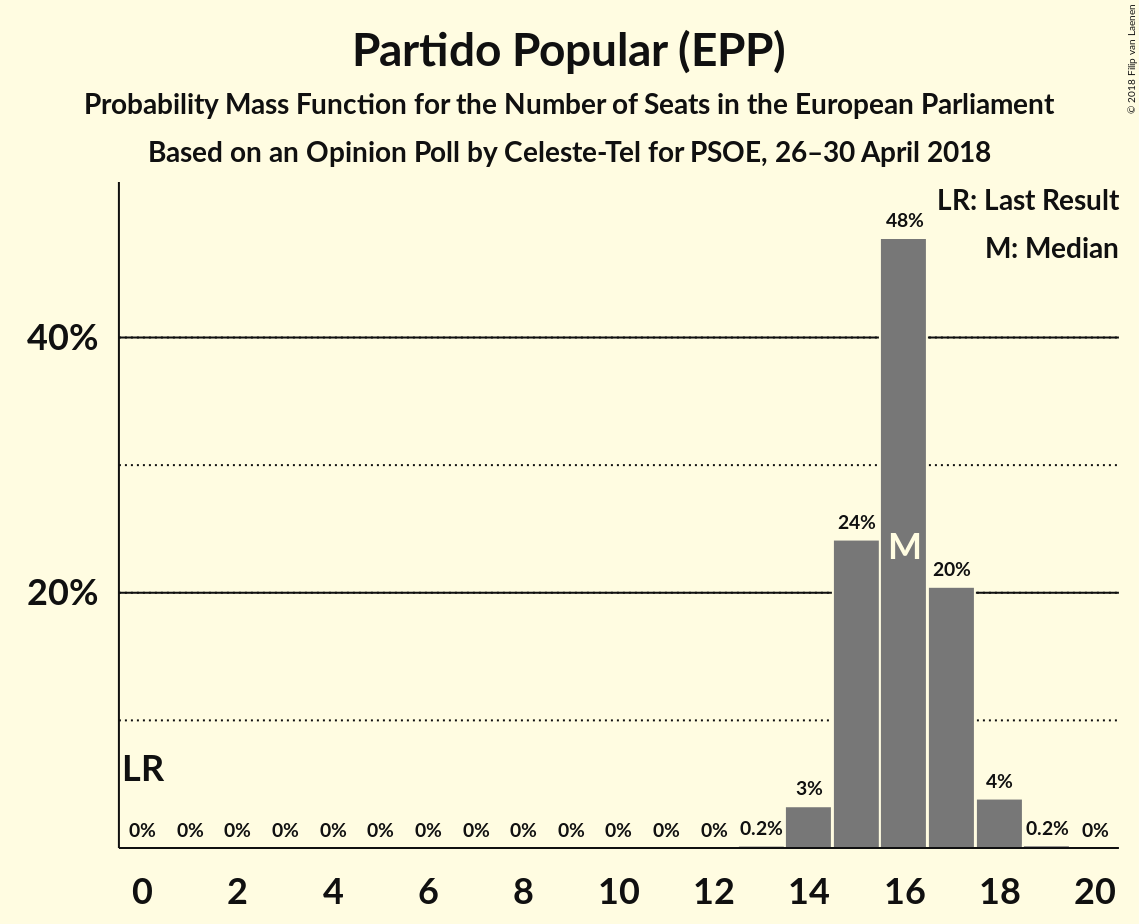 Partido Popular (EPP)
Probability Mass Function for the Number of Seats in the European Parliament
Based on an Opinion Poll by Celeste-Tel for PSOE, 26–30 April 2018
© 2018 Filip van Laenen
LR: Last Result
M: Median
48%
40%
24%
M
20%
20%
LR
3%
4%
0% 0% 0% 0% 0% 0% 0% 0% 0% 0% 0% 0% 0% 0.2% 0.2% 0%
0 2 4 6 8 10 12 14 16 18 20